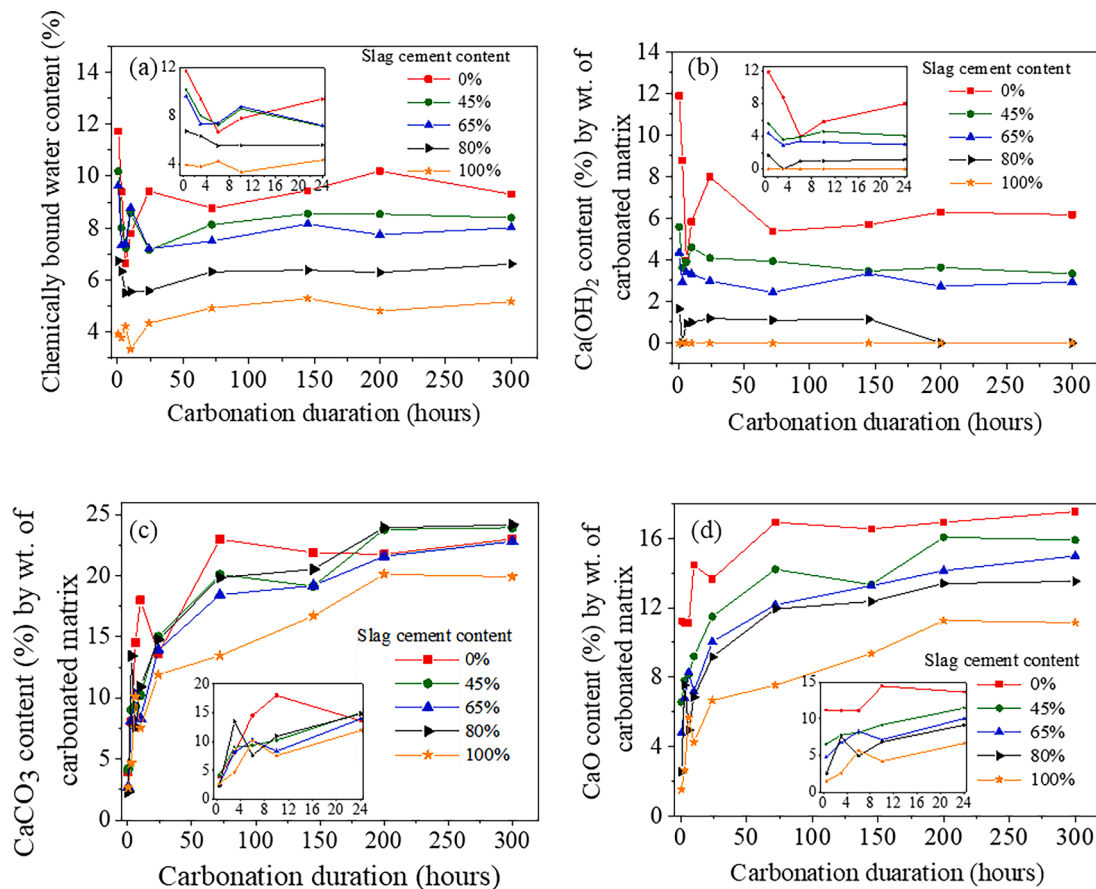 (a)
Chemically bound water content (%)
14
12
10
8
6
4
12
8
4
0 4 8 12 16 20 24
Slag cement content
0%
45%
65%
80%
100%
0 50 100 150 200 250 300
Carbonation duaration (hours)
(b)
Ca(OH)2 content (%) by wt. of
carbonated matrix
14
12
10
8
6
4
2
0
12
8
4
0
0 4 8 12 16 20 24
Slag cement content
0%
45%
65%
80%
100%
0 50 100 150 200 250 300
Carbonation duaration (hours)
(c)
CaCO3 content (%) by wt. of
carbonated matrix
25
20
15
10
5
0
Slag cement content
0%
45%
65%
80%
100%
20
15
10
5
0
0 4 8 12 16 20 24
0 50 100 150 200 250 300
Carbonation duration (hours)
(d)
CaO content (%) by wt. of
carbonated matrix
16
12
8
4
0
Slag cement content
0%
45%
65%
80%
100%
15
10
5
0
0 4 8 12 16 20 24
0 50 100 150 200 250 300
Carbonation duaration (hours)